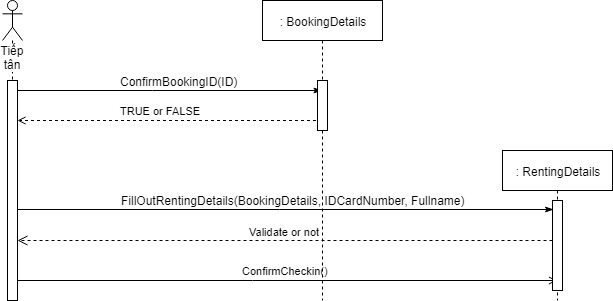 : BookingDetails
Tiếp
tân
ConfirmBookingID(ID)
TRUE or FALSE
: RentingDetails
FillOutRentingDetails(BookingDetails, IDCardNumber, Fullname)
Validate or not
ConfirmCheckin()